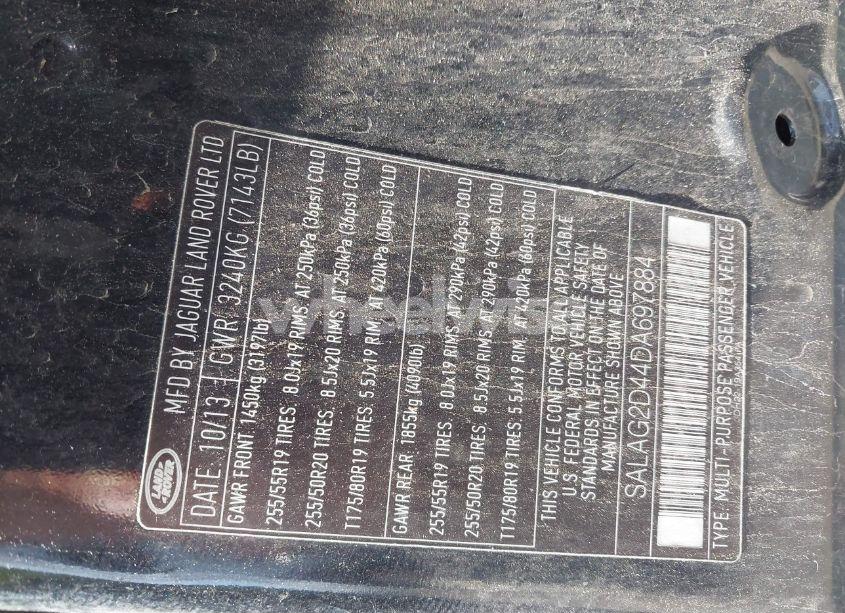 LAND
ROVER
MFD BY JAGUAR LAND ROVER LTD
DATE: 10/13 GWR: 3240KG (7143LB)
GAWR FRONT: 1450kg (3197lb)
255/55R19 TIRES. 8.0Jx19 RIMS. AT 250kPa (36psi) COLD
255/50R20 TIRES. 8.5Jx20 RIMS. AT 250kPa (36psi) COLD
T175/80R19 TIRES. 5.5Jx19 RIM. AT 420kPa (60psi) COLD
GAWR REAR: 1855kg (4090lb)
255/55R19 TIRES. 8.0Jx19 RIMS. AT 290kPa (42psi) COLD
255/50R20 TIRES. 8.5Jx20 RIMS. AT 290kPa (42psi) COLD
T175/80R19 TIRES. 5.5Jx19 RIM. AT 420kPa (60psi) COLD
THIS VEHICLE CONFORMS TO ALL APPLICABLE
U.S. FEDERAL MOTOR VEHICLE SAFETY
STANDARDS IN EFFECT ON THE DATE OF
MANUFACTURE SHOWN ABOVE
SALAG2D44DA697884
TYPE: MULTI-PURPOSE PASSENGER VEHICLE